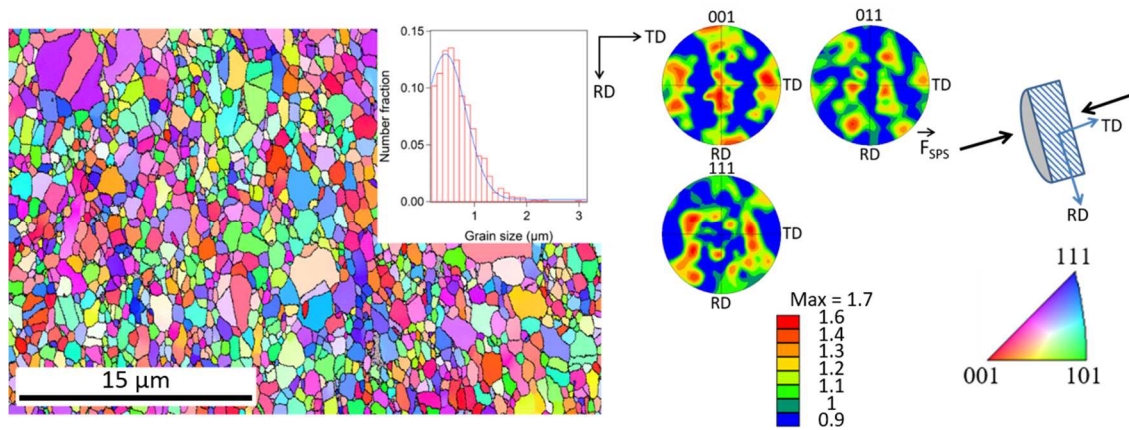 15 µm
Number fraction
0.15
0.10
0.05
0.00
1
2
3
Grain size (µm)
TD
RD
001
TD
RD
011
TD
RD
111
TD
RD
F_SPS
TD
RD
Max = 1.7
1.6
1.4
1.3
1.2
1.1
1
0.9
111
001
101